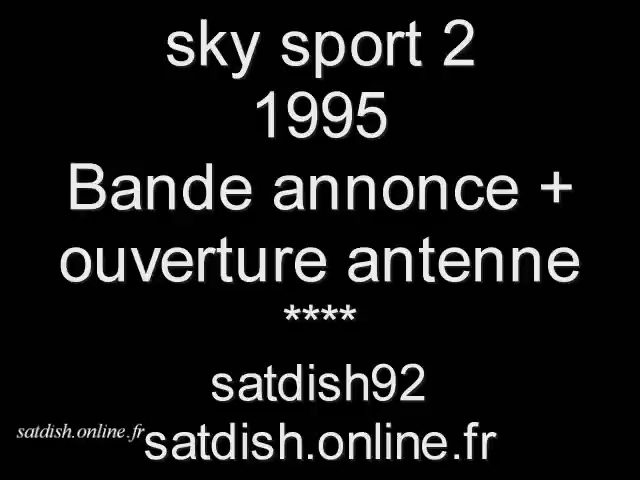 sky sport 2
1995
Bande annonce +
ouverture antenne
****
satdish92
satdish.online.fr
satdish.online.fr